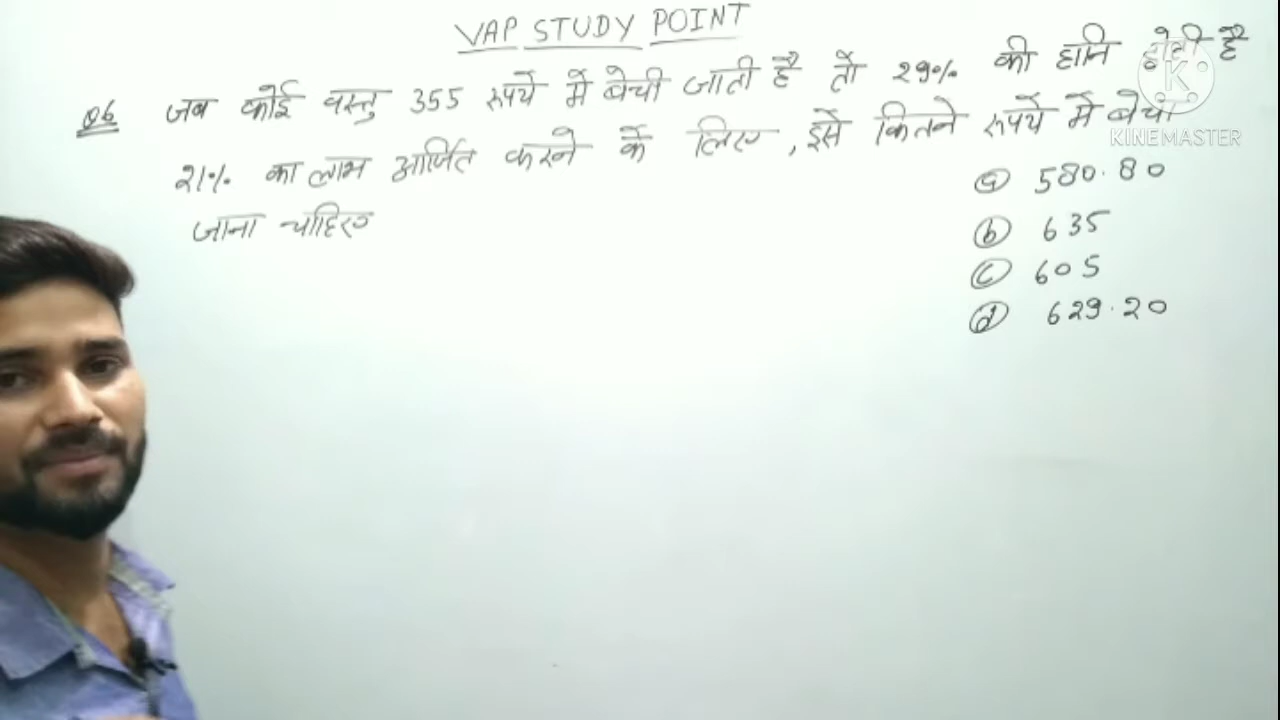 VAP STUDY POINT
Q6 जब कोई वस्तु 355 रुपये में बेची जाती है तो 29% की हानि होती है
21% का लाभ आर्जित करने के लिए, इसे कितने रुपये में बेचा
जाना चाहिए
KINEMASTER
ⓐ 580.80
ⓑ 635
ⓒ 605
ⓓ 629.20